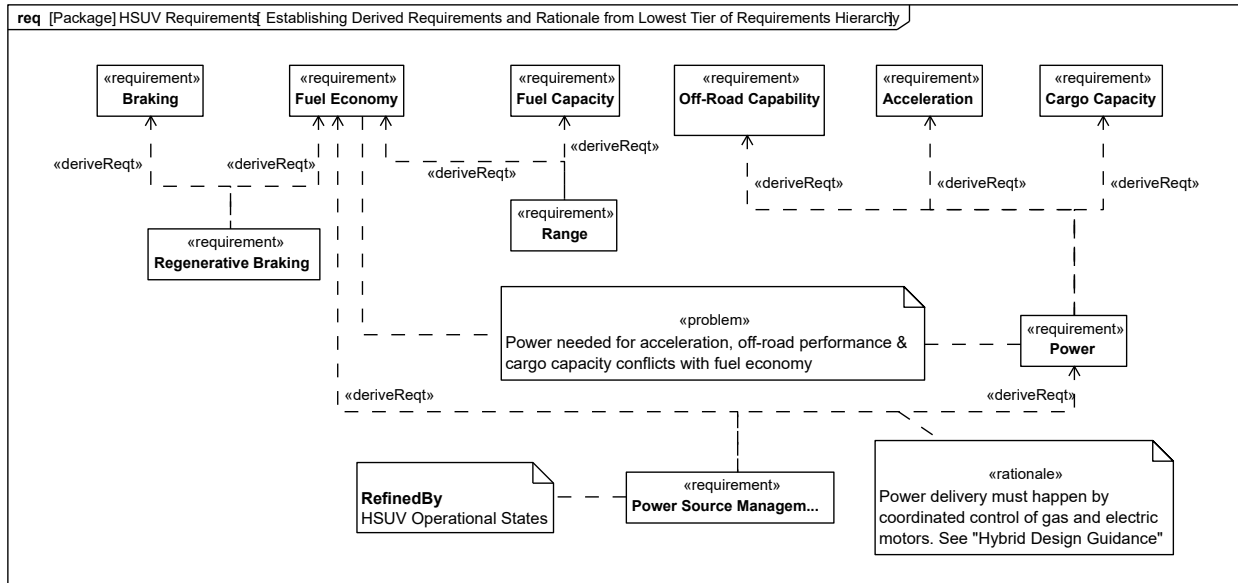 req [Package] HSUV Requirements[ Establishing Derived Requirements and Rationale from Lowest Tier of Requirements Hierarchy]
«requirement»
Braking
«requirement»
Fuel Economy
«requirement»
Fuel Capacity
«requirement»
Off-Road Capability
«requirement»
Acceleration
«requirement»
Cargo Capacity
«deriveReqt»
«deriveReqt»
«deriveReqt»
«deriveReqt»
«deriveReqt»
«deriveReqt»
«deriveReqt»
«requirement»
Regenerative Braking
«requirement»
Range
«problem»
Power needed for acceleration, off-road performance &
cargo capacity conflicts with fuel economy
«requirement»
Power
«deriveReqt»
«deriveReqt»
RefinedBy
HSUV Operational States
«requirement»
Power Source Managem...
«rationale»
Power delivery must happen by
coordinated control of gas and electric
motors. See "Hybrid Design Guidance"